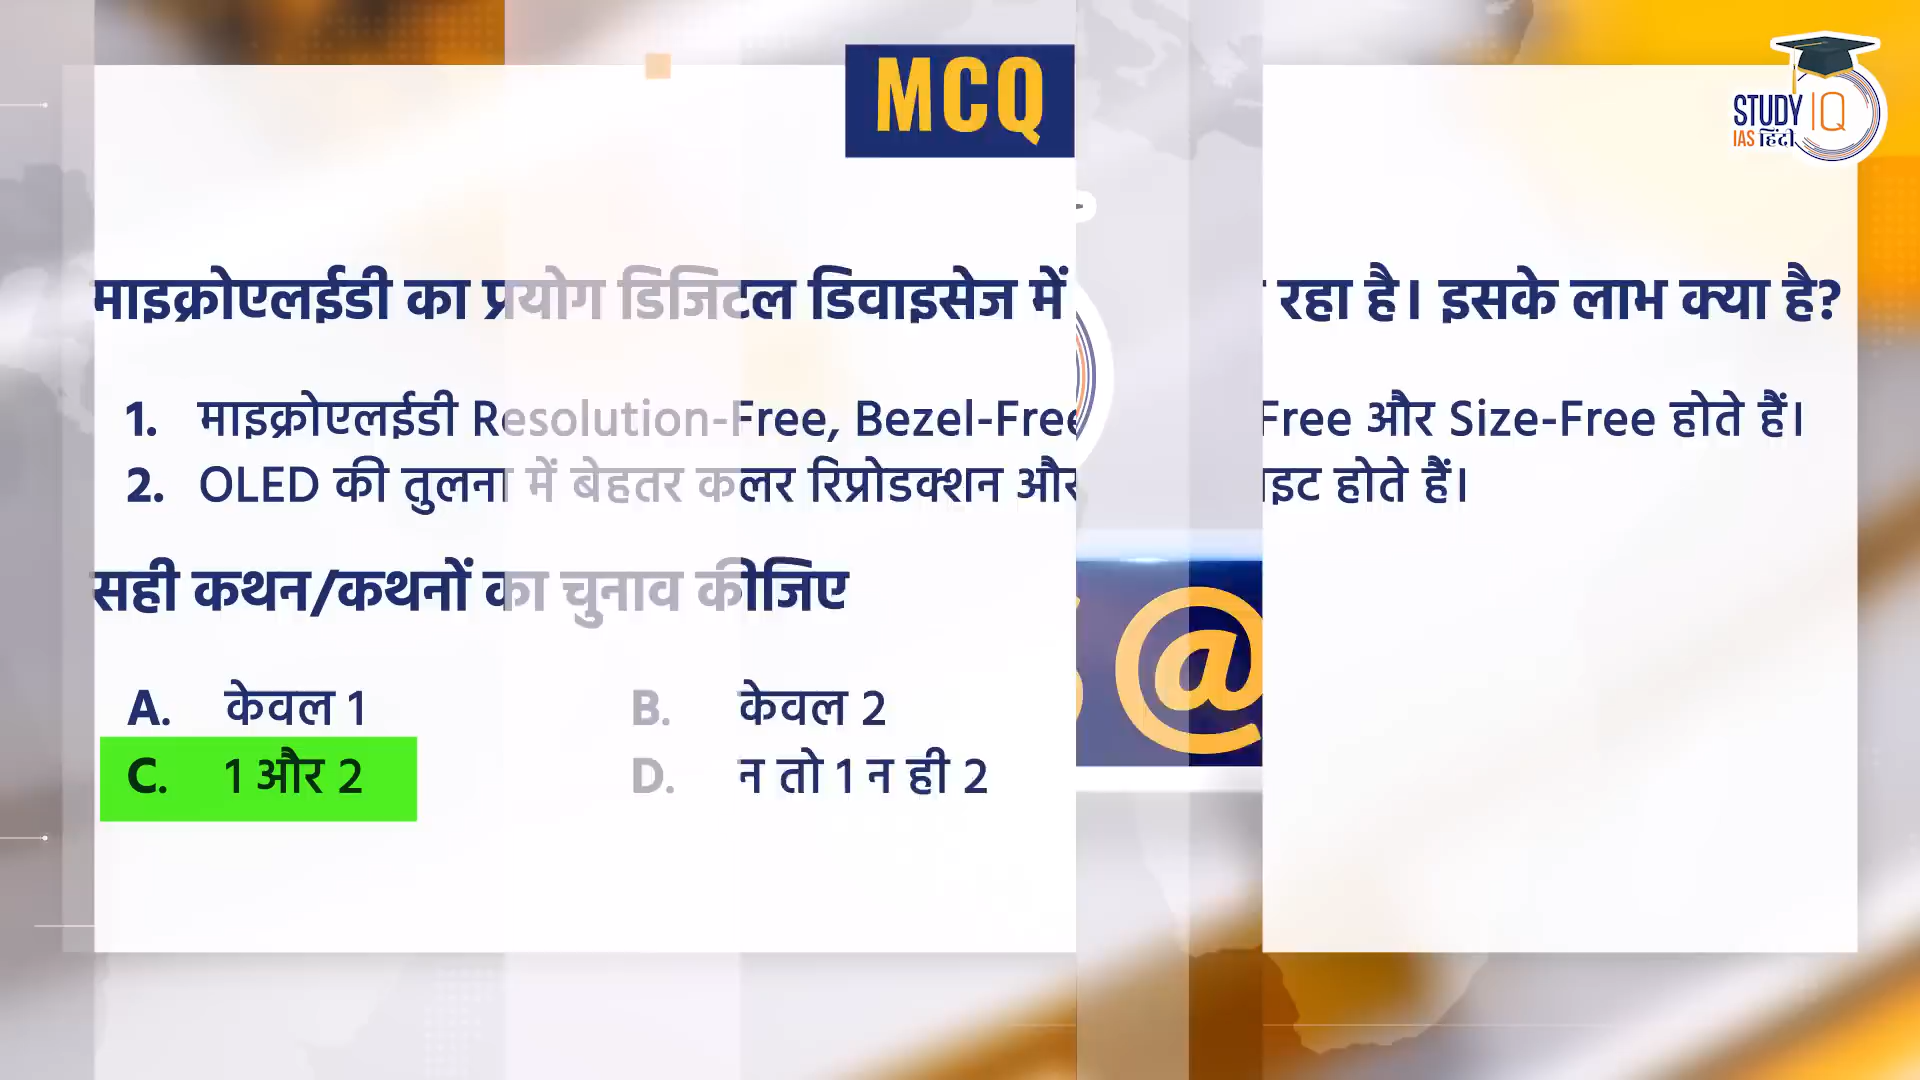 MCQ
STUDY IQ
IAS हिंदी
माइक्रोएलईडी का प्रयोग डिजिटल डिवाइसेज में रहा है। इसके लाभ क्या है?
1. माइक्रोएलईडी Resolution-Free, Bezel-Free Free और Size-Free होते हैं।
2. OLED की तुलना में बेहतर कलर रिप्रोडक्शन और होते हैं।
सही कथन/कथनों का चुनाव कीजिए
@
A. केवल 1 B. केवल 2
C. 1 और 2 D. न तो 1 न ही 2